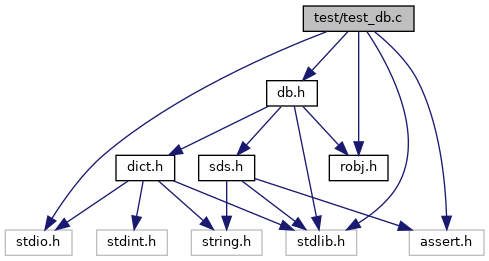 test/test_db.c
db.h
dict.h
sds.h
robj.h
stdio.h
stdint.h
string.h
stdlib.h
assert.h